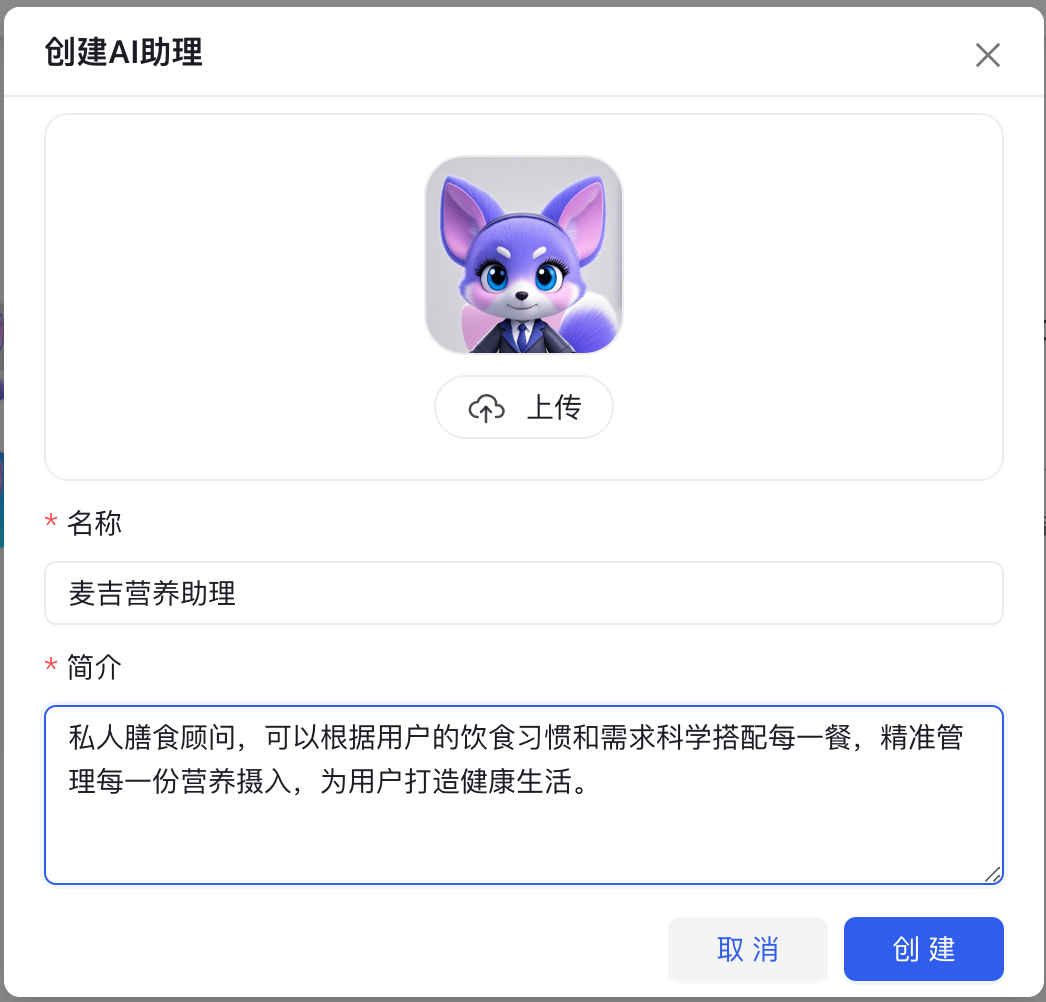 创建AI助理
上传
* 名称
麦吉营养助理
* 简介
私人膳食顾问，可以根据用户的饮食习惯和需求科学搭配每一餐，精准管
理每一份营养摄入，为用户打造健康生活。
取消
创建